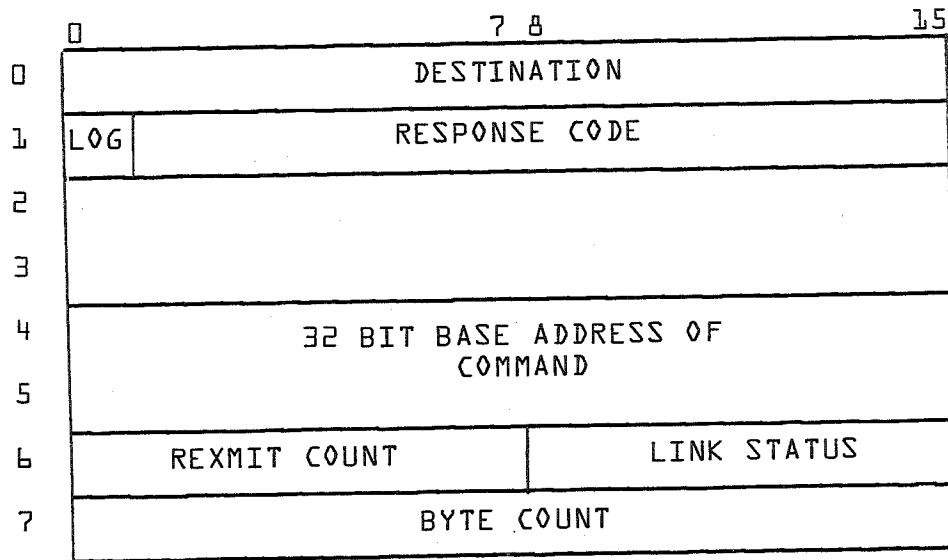 0 7 8 15
0 DESTINATION
1 LOG RESPONSE CODE
2
3
4 32 BIT BASE ADDRESS OF
COMMAND
5
6 REXMIT COUNT LINK STATUS
7 BYTE COUNT